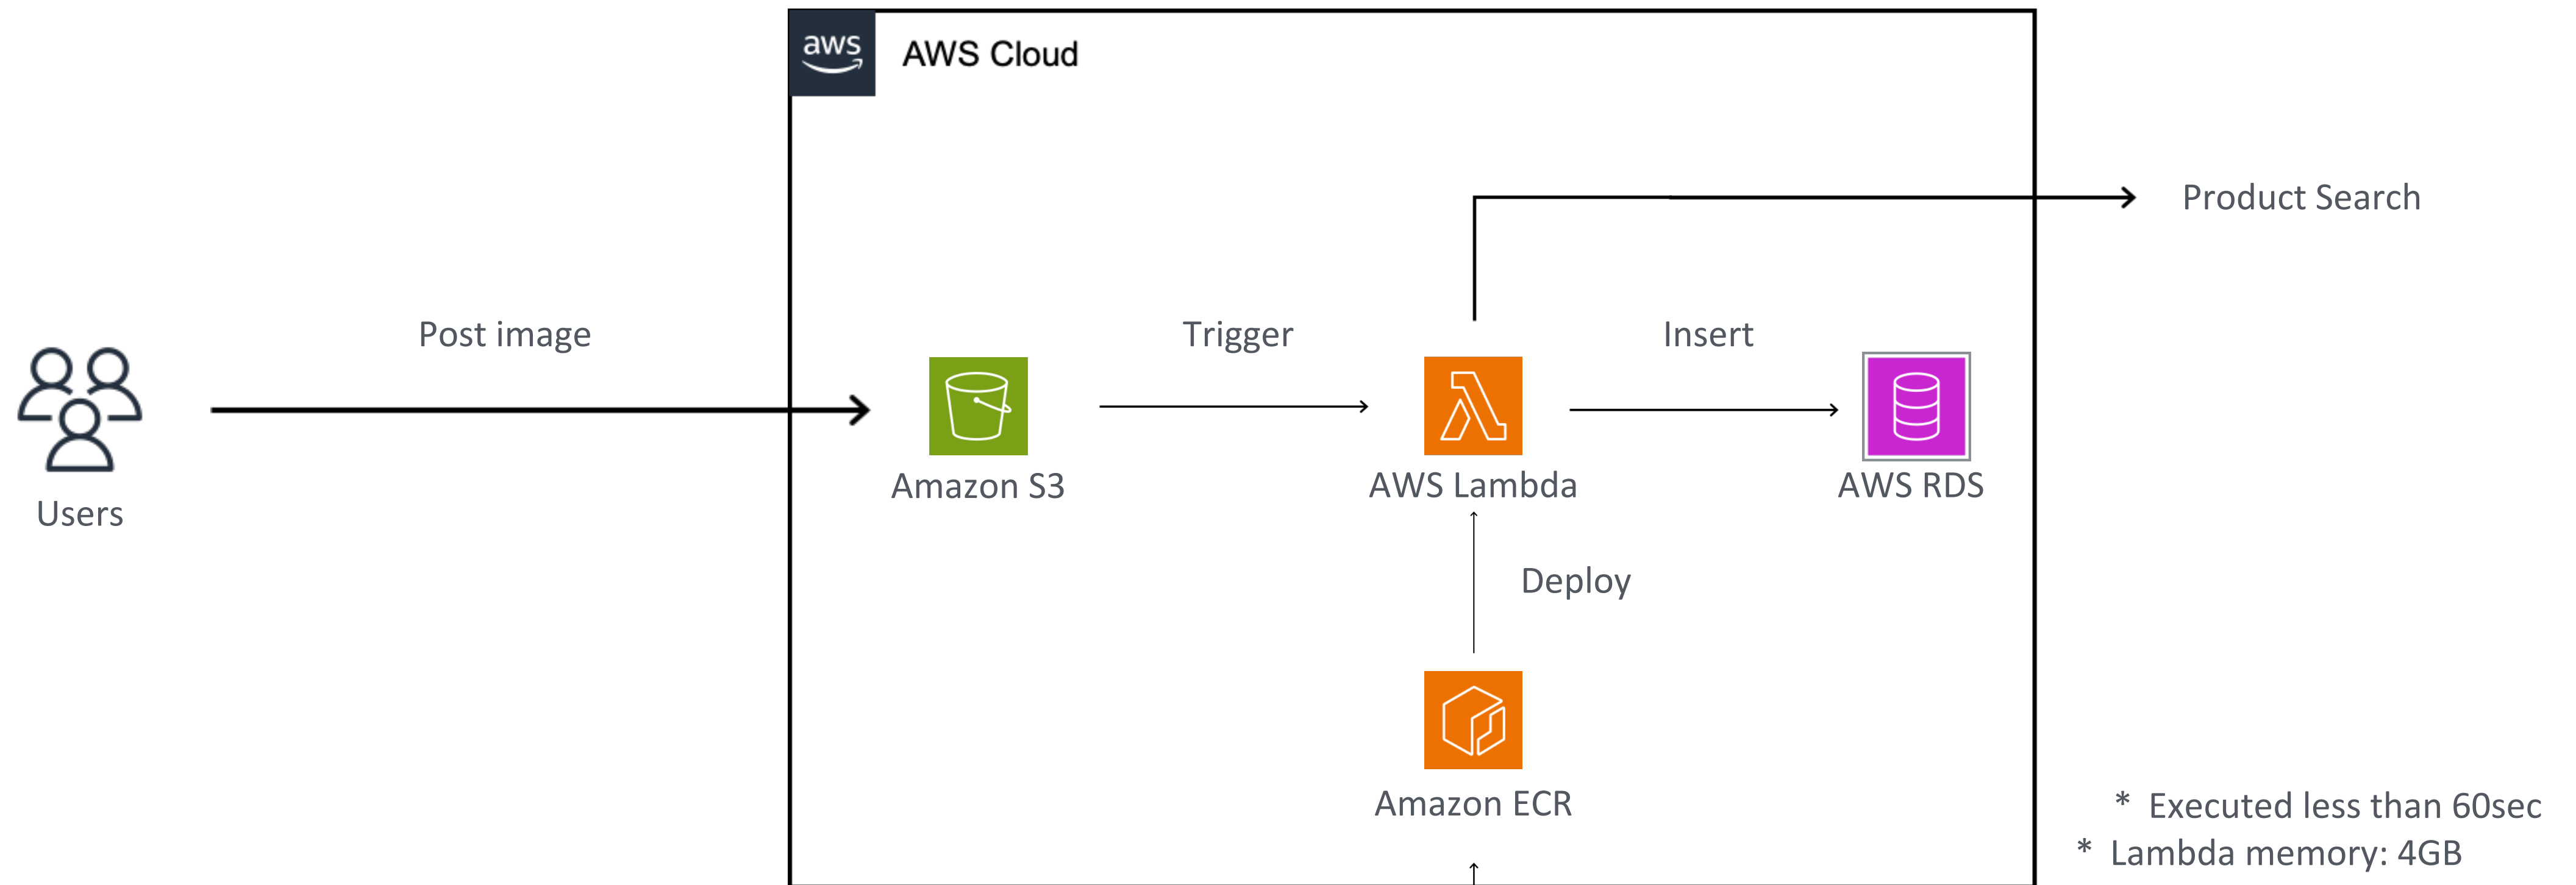 aws
AWS Cloud
Product Search
Post image
Trigger
Insert
Users
Amazon S3
AWS Lambda
AWS RDS
Deploy
Amazon ECR
* Executed less than 60sec
* Lambda memory: 4GB